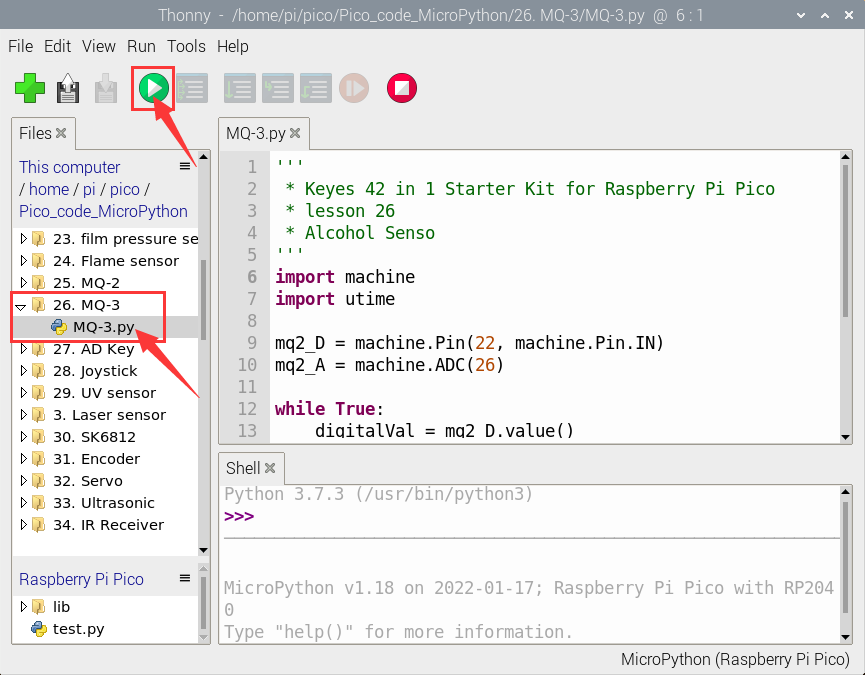 Thonny - /home/pi/pico/Pico_code_MicroPython/26. MQ-3/MQ-3.py @ 6 : 1
File Edit View Run Tools Help
Files
This computer
/ home / pi / pico /
Pico_code_MicroPython
23. film pressure se
24. Flame sensor
25. MQ-2
26. MQ-3
MQ-3.py
27. AD Key
28. Joystick
29. UV sensor
3. Laser sensor
30. SK6812
31. Encoder
32. Servo
33. Ultrasonic
34. IR Receiver
Raspberry Pi Pico
lib
test.py
MQ-3.py
1 '''
2 * Keyes 42 in 1 Starter Kit for Raspberry Pi Pico
3 * lesson 26
4 * Alcohol Senso
5 '''
6 import machine
7 import utime
8
9 mq2_D = machine.Pin(22, machine.Pin.IN)
10 mq2_A = machine.ADC(26)
11
12 while True:
13 digitalVal = mq2_D.value()
Shell
Python 3.7.3 (/usr/bin/python3)
>>>
MicroPython v1.18 on 2022-01-17; Raspberry Pi Pico with RP204
0
Type "help()" for more information.
MicroPython (Raspberry Pi Pico)